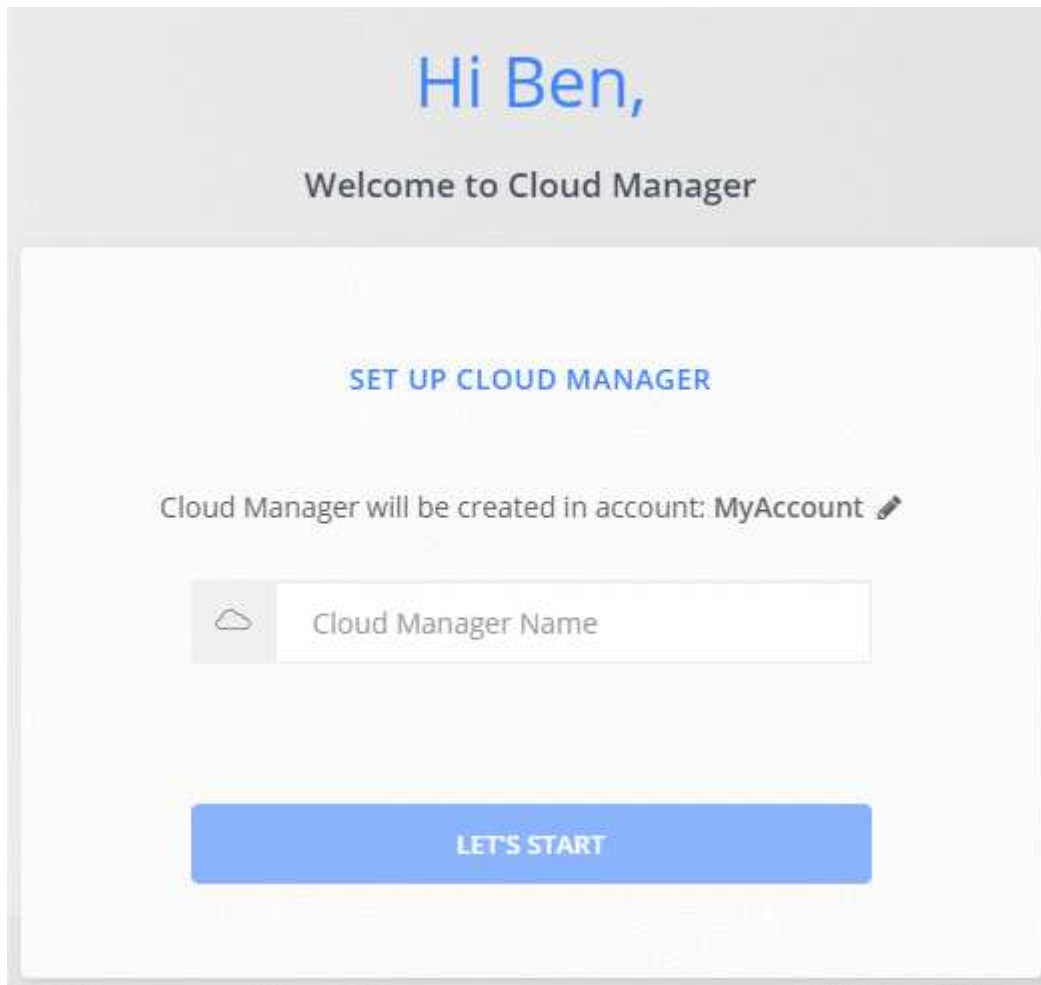 Hi Ben,
Welcome to Cloud Manager
SET UP CLOUD MANAGER
Cloud Manager will be created in account: MyAccount
Cloud Manager Name
LET'S START